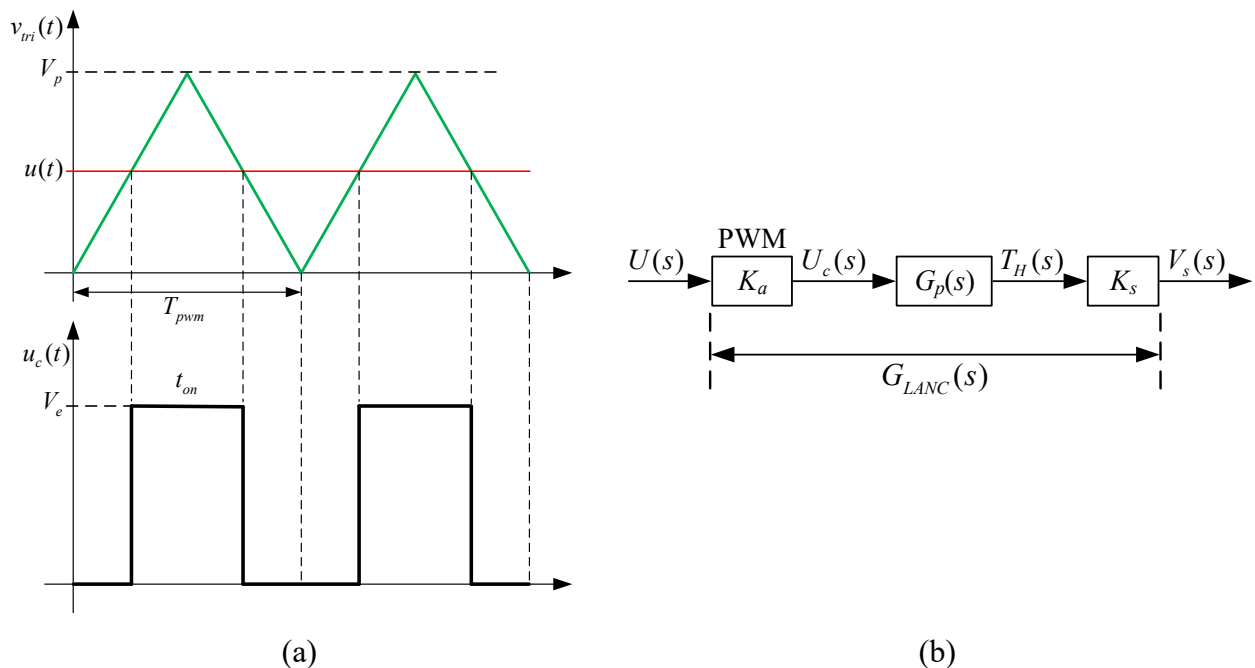 v_tri(t)
V_p
u(t)
T_pwm
u_c(t)
t_on
V_e
(a)
PWM
U(s) K_a U_c(s) G_p(s) T_H(s) K_s V_s(s)
G_LANC(s)
(b)